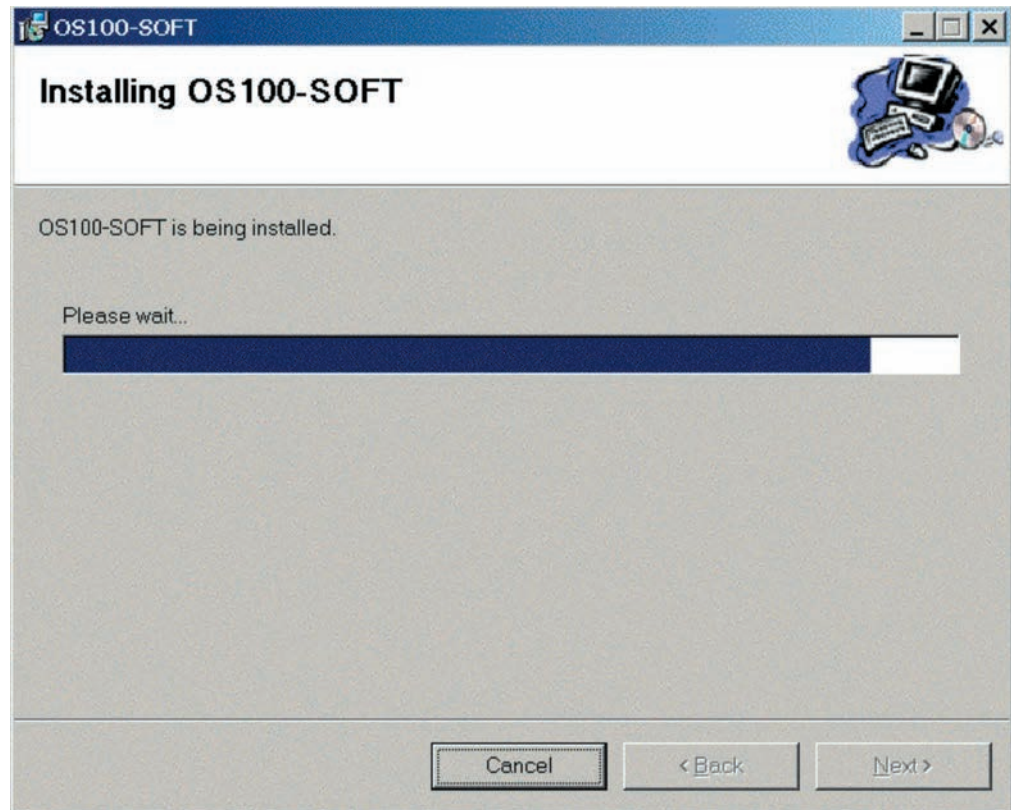 OS100-SOFT
Installing OS100-SOFT
OS100-SOFT is being installed.
Please wait...
Cancel
< Back
Next >